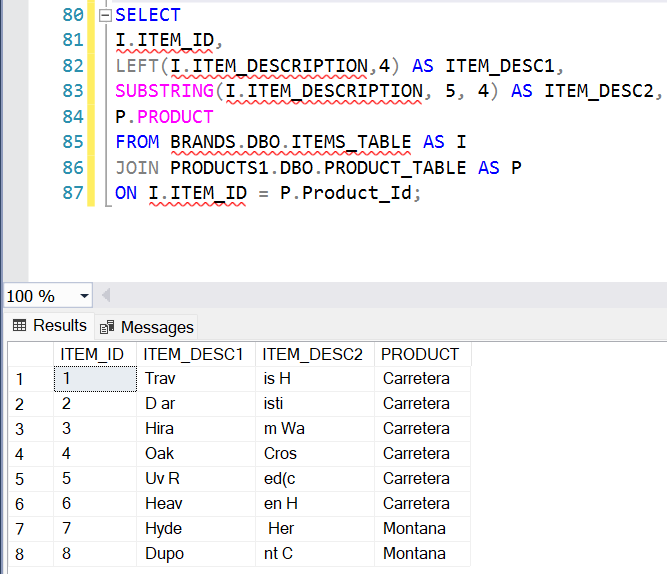 80 SELECT
81 I.ITEM_ID,
82 LEFT(I.ITEM_DESCRIPTION,4) AS ITEM_DESC1,
83 SUBSTRING(I.ITEM_DESCRIPTION, 5, 4) AS ITEM_DESC2,
84 P.PRODUCT
85 FROM BRANDS.DBO.ITEMS_TABLE AS I
86 JOIN PRODUCTS1.DBO.PRODUCT_TABLE AS P
87 ON I.ITEM_ID = P.Product_Id;
100 %
Results Messages
ITEM_ID ITEM_DESC1 ITEM_DESC2 PRODUCT
1 1 Trav is H Carretera
2 2 D ar isti Carretera
3 3 Hira m Wa Carretera
4 4 Oak Cros Carretera
5 5 Uv R ed(c Carretera
6 6 Heav en H Carretera
7 7 Hyde Her Montana
8 8 Dupo nt C Montana